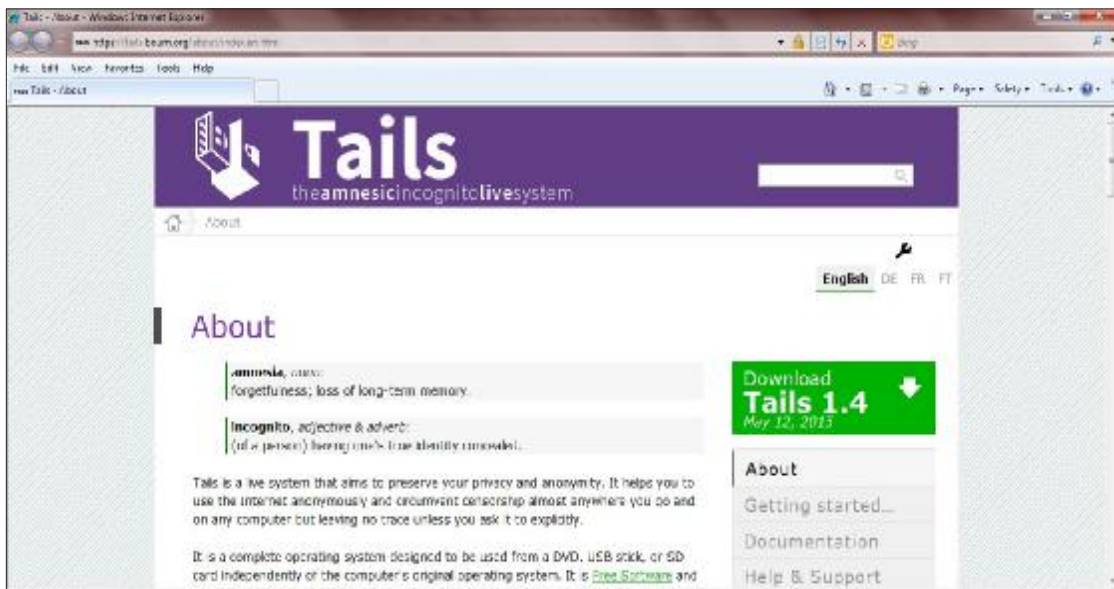 Tails - About - Windows Internet Explorer
File Edit View Favorites Tools Help
Tails - About
Page Safety Tools
Tails
theamnesicincognitolivesystem
About
English DE FR PT
About
amnesia, noun:
forgetfulness; loss of long-term memory.
incognito, adjective & adverb:
(of a person) having one's true identity concealed.
Tails is a live system that aims to preserve your privacy and anonymity. It helps you to
use the Internet anonymously and circumvent censorship almost anywhere you go and
on any computer but leaving no trace unless you ask it to explicitly.
It is a complete operating system designed to be used from a DVD, USB stick, or SD
card independently of the computer's original operating system. It is Free Software and
Download
Tails 1.4
May 12, 2015
About
Getting started...
Documentation
Help & Support